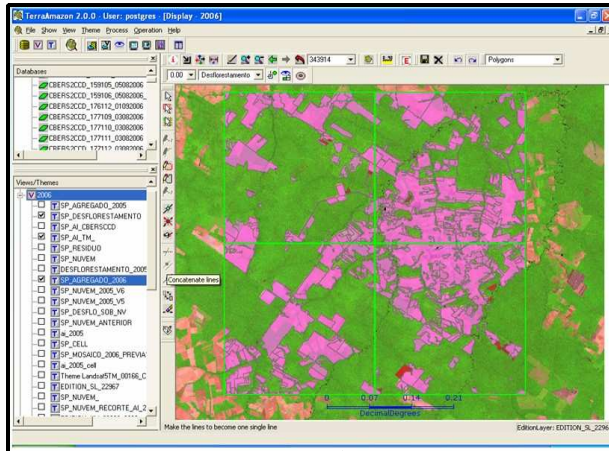 TerraAmazon 2.0.0 - User: postgres - [Display - 2006]
File Show View Theme Process Operation Help
343914
Polygons
0.00
Desflorestamento
Databases
CBERS2CCD_159105_05082006
CBERS2CCD_159106_05082006_
CBERS2CCD_176112_01092006
CBERS2CCD_177109_03082006
CBERS2CCD_177110_03082006
CBERS2CCD_177111_03082006
CBERS2CCD_177112_03082006
Views/Themes
2006
SP_AGREGADO_2005
SP_DESFLORESTAMENTO
SP_AI_CBERSCCD
SP_AI_TM_
SP_RESIDUO
SP_NUVEM
DESFLORESTAMENTO_2005
SP_AGREGADO_2006
SP_NUVEM_2005_V6
SP_NUVEM_2005_V5
SP_DESFLO_SOB_NV
SP_NUVEM_ANTERIOR
ai_2005
SP_CELL
SP_MOSAICO_2006_PREVIA
ai_2005_cell
Theme Landsat5TM_00166_C
EDITION_SL_22967
SP_NUVEM_
SP_NUVEM_RECORTE_AI_2
Concatenate lines
0 0.07 0.14 0.21
DecimalDegrees
Make the lines to become one single line
EditionLayer: EDITION_SL_2296